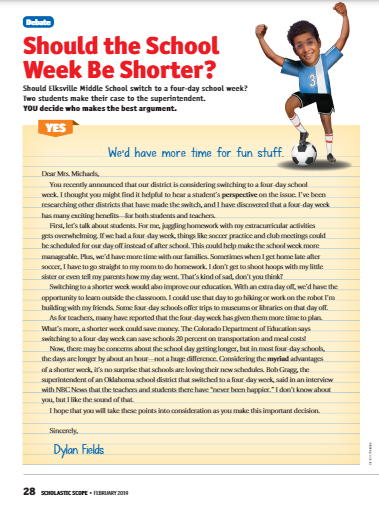 Debate
Should the School
Week Be Shorter?
Should Elksville Middle School switch to a four-day school week?
Two students make their case to the superintendent.
YOU decide who makes the best argument.
YES
We'd have more time for fun stuff.
3
Dear Mrs. Michaels,
You recently announced that our district is considering switching to a four-day school
week. I thought you might find it helpful to hear a student's perspective on the issue. I've been
researching other districts that have made the switch, and I have discovered that a four-day week
has many exciting benefits—for both students and teachers.
First, let's talk about students. For me, juggling homework with my extracurricular activities
gets overwhelming. If we had a four-day week, things like soccer practice and club meetings could
be scheduled for our day off instead of after school. This could help make the school week more
manageable. Plus, we'd have more time with our families. Sometimes when I get home late after
soccer, I have to go straight to my room to do homework. I don't get to shoot hoops with my little
sister or even tell my parents how my day went. That's kind of sad, don't you think?
Switching to a shorter week would also improve our education. With an extra day off, we'd have the
opportunity to learn outside the classroom. I could use that day to go hiking or work on the robot I'm
building with my friends. Some four-day schools offer trips to museums or libraries on that day off.
As for teachers, many have reported that the four-day week has given them more time to plan.
What's more, a shorter week could save money. The Colorado Department of Education says
switching to a four-day week can save schools 20 percent on transportation and meal costs!
Now, there may be concerns about the school day getting longer, but in most four-day schools,
the days are longer by about an hour—not a huge difference. Considering the myriad advantages
of a shorter week, it's no surprise that schools are loving their new schedules. Bob Gragg, the
superintendent of an Oklahoma school district that switched to a four-day week, said in an interview
with NBC News that the teachers and students there have "never been happier." I don't know about
you, but I like the sound of that.
I hope that you will take these points into consideration as you make this important decision.
Sincerely,
Dylan Fields
28 SCHOLASTIC SCOPE • FEBRUARY 2019